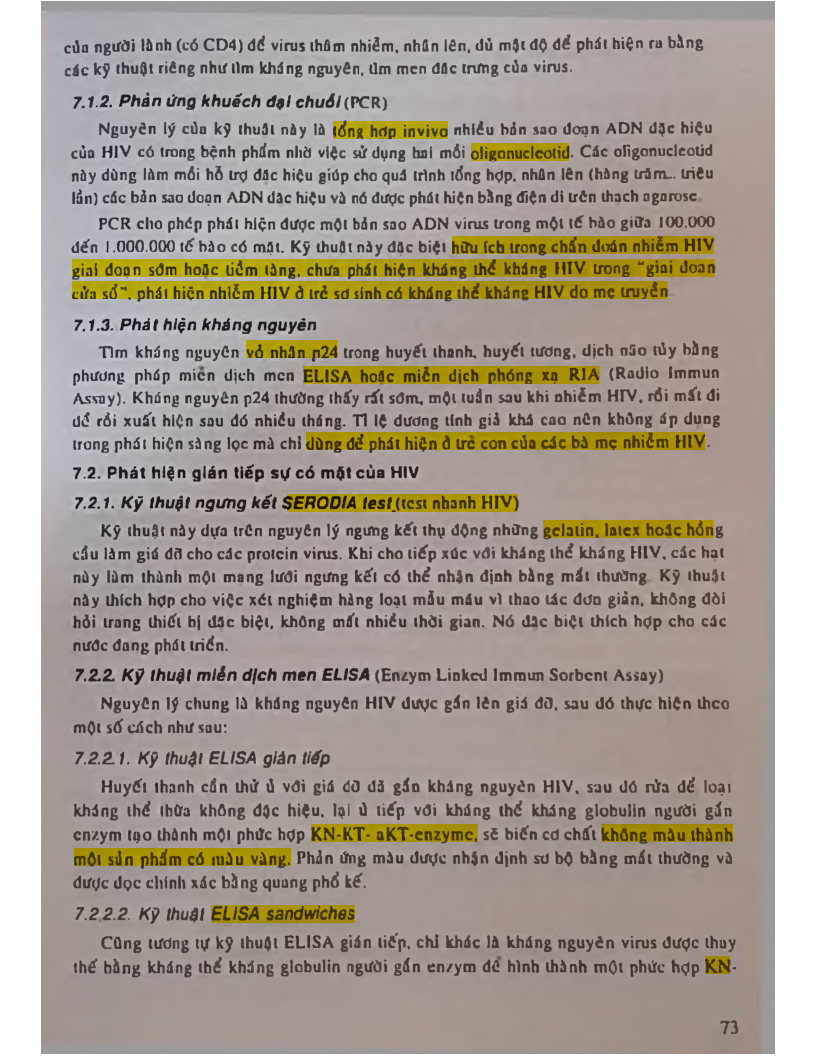 của người lành (có CD4) để virus thâm nhiễm, nhân lên, đủ mật độ để phát hiện ra bằng
các kỹ thuật riêng như tìm kháng nguyên, tìm men đặc trưng của virus.
7.1.2. Phản ứng khuếch đại chuỗi (PCR)
Nguyên lý của kỹ thuật này là tổng hợp invivo nhiều bản sao đoạn ADN đặc hiệu
của HIV có trong bệnh phẩm nhờ việc sử dụng hai mồi oligonucleotid. Các oligonucleotid
này dùng làm mồi hỗ trợ đặc hiệu giúp cho quá trình tổng hợp, nhân lên (hàng trăm... triệu
lần) các bản sao đoạn ADN đặc hiệu và nó được phát hiện bằng điện di trên thạch agarose.
PCR cho phép phát hiện được một bản sao ADN virus trong một tế bào giữa 100.000
đến 1.000.000 tế bào có mặt. Kỹ thuật này đặc biệt hữu ích trong chẩn đoán nhiễm HIV
giai đoạn sớm hoặc tiềm tàng, chưa phát hiện kháng thể kháng HIV trong "giai đoạn
cửa sổ", phát hiện nhiễm HIV ở trẻ sơ sinh có kháng thể kháng HIV do mẹ truyền.
7.1.3. Phát hiện kháng nguyên
Tìm kháng nguyên vỏ nhân p24 trong huyết thanh, huyết tương, dịch não tủy bằng
phương pháp miễn dịch men ELISA hoặc miễn dịch phóng xạ RIA (Radio Immun
Assay). Kháng nguyên p24 thường thấy rất sớm, một tuần sau khi nhiễm HIV, rồi mất đi
để rồi xuất hiện sau đó nhiều tháng. Tỉ lệ dương tính giả khá cao nên không áp dụng
trong phát hiện sàng lọc mà chỉ dùng để phát hiện ở trẻ con của các bà mẹ nhiễm HIV.
7.2. Phát hiện gián tiếp sự có mặt của HIV
7.2.1. Kỹ thuật ngưng kết SERODIA test (test nhanh HIV)
Kỹ thuật này dựa trên nguyên lý ngưng kết thụ động những gelatin, latex hoặc hồng
cầu làm giá đỡ cho các protein virus. Khi cho tiếp xúc với kháng thể kháng HIV, các hạt
này làm thành một mạng lưới ngưng kết có thể nhận định bằng mắt thường. Kỹ thuật
này thích hợp cho việc xét nghiệm hàng loạt mẫu máu vì thao tác đơn giản, không đòi
hỏi trang thiết bị đặc biệt, không mất nhiều thời gian. Nó đặc biệt thích hợp cho các
nước đang phát triển.
7.2.2. Kỹ thuật miễn dịch men ELISA (Enzym Linked Immun Sorbent Assay)
Nguyên lý chung là kháng nguyên HIV được gắn lên giá đỡ, sau đó thực hiện theo
một số cách như sau:
7.2.2.1. Kỹ thuật ELISA gián tiếp
Huyết thanh cần thử ủ với giá đỡ đã gắn kháng nguyên HIV, sau đó rửa để loại
kháng thể thừa không đặc hiệu, lại ủ tiếp với kháng thể kháng globulin người gắn
enzym tạo thành một phức hợp KN-KT- aKT-enzyme, sẽ biến cơ chất không màu thành
một sản phẩm có màu vàng. Phản ứng màu được nhận định sơ bộ bằng mắt thường và
được đọc chính xác bằng quang phổ kế.
7.2.2.2. Kỹ thuật ELISA sandwiches
Cũng tương tự kỹ thuật ELISA gián tiếp, chỉ khác là kháng nguyên virus được thay
thế bằng kháng thể kháng globulin người gắn enzym để hình thành một phức hợp KN-
73